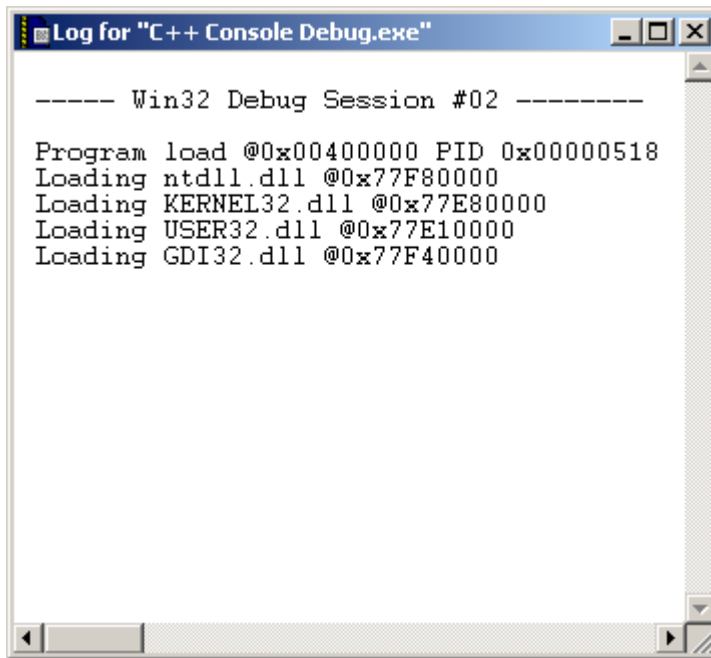 Log for "C++ Console Debug.exe"
----- Win32 Debug Session #02 --------
Program load @0x00400000 PID 0x00000518
Loading ntdll.dll @0x77F80000
Loading KERNEL32.dll @0x77E80000
Loading USER32.dll @0x77E10000
Loading GDI32.dll @0x77F40000